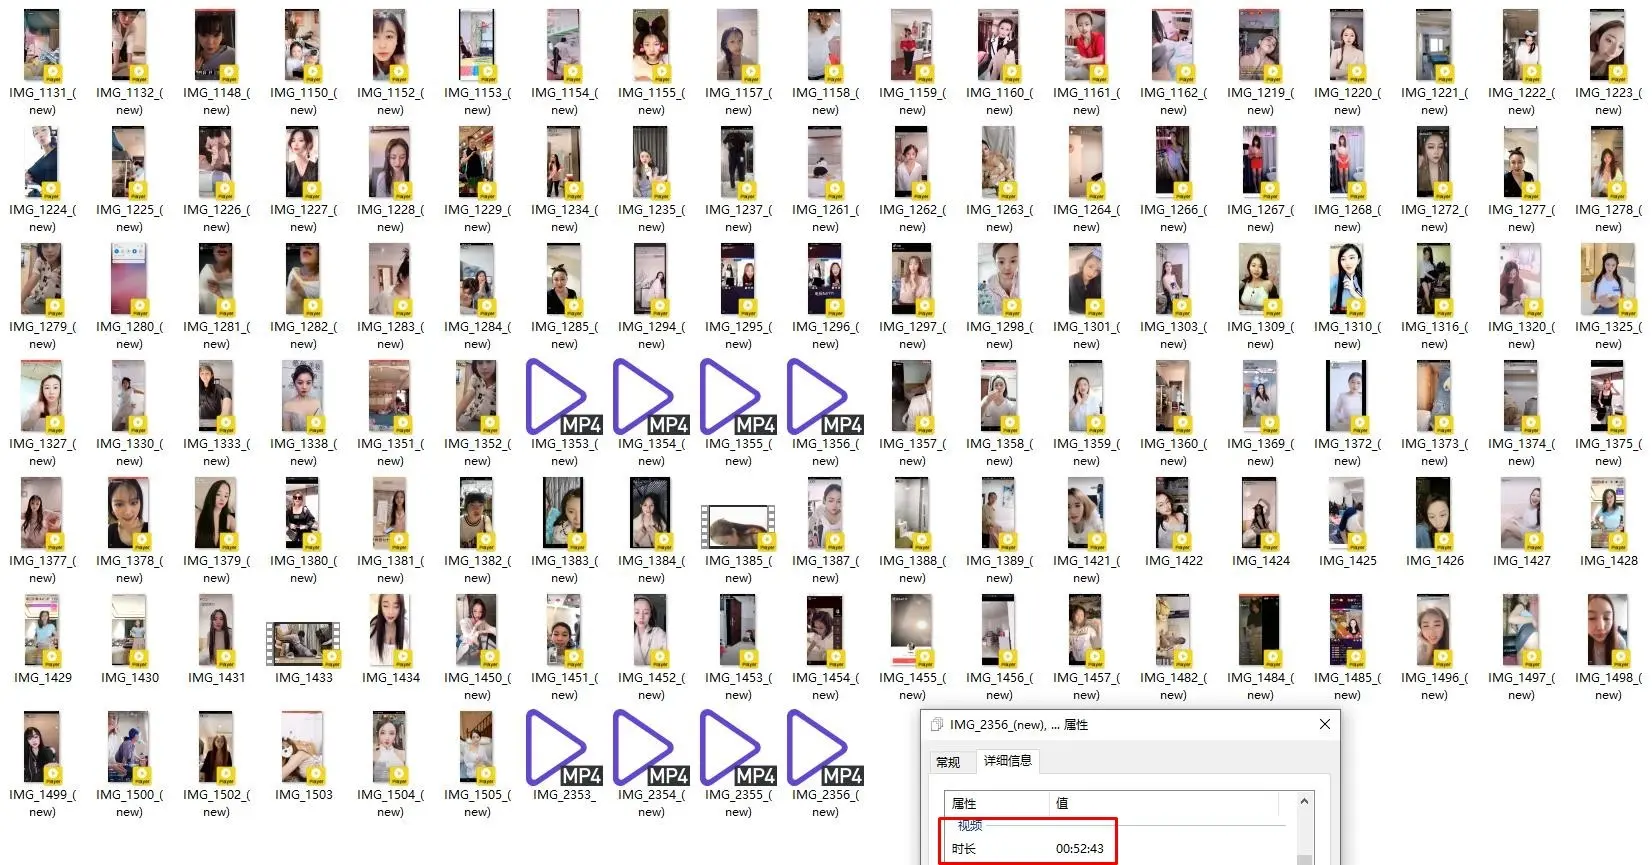 IMG_1131_( IMG_1132_( IMG_1148_( IMG_1150_( IMG_1152_( IMG_1153_( IMG_1154_( IMG_1155_( IMG_1157_( IMG_1158_( IMG_1159_( IMG_1160_( IMG_1161_( IMG_1162_( IMG_1219_( IMG_1220_( IMG_1221_( IMG_1222_( IMG_1223_(
new) new) new) new) new) new) new) new) new) new) new) new) new) new) new) new) new) new) new)
IMG_1224_( IMG_1225_( IMG_1226_( IMG_1227_( IMG_1228_( IMG_1229_( IMG_1234_( IMG_1235_( IMG_1237_( IMG_1261_( IMG_1262_( IMG_1263_( IMG_1264_( IMG_1266_( IMG_1267_( IMG_1268_( IMG_1272_( IMG_1277_( IMG_1278_(
new) new) new) new) new) new) new) new) new) new) new) new) new) new) new) new) new) new) new)
IMG_1279_( IMG_1280_( IMG_1281_( IMG_1282_( IMG_1283_( IMG_1284_( IMG_1285_( IMG_1294_( IMG_1295_( IMG_1296_( IMG_1297_( IMG_1298_( IMG_1301_( IMG_1303_( IMG_1309_( IMG_1310_( IMG_1316_( IMG_1320_( IMG_1325_(
new) new) new) new) new) new) new) new) new) new) new) new) new) new) new) new) new) new) new)
MP4 MP4 MP4 MP4
IMG_1327_( IMG_1330_( IMG_1333_( IMG_1338_( IMG_1351_( IMG_1352_( IMG_1353_( IMG_1354_( IMG_1355_( IMG_1356_( IMG_1357_( IMG_1358_( IMG_1359_( IMG_1360_( IMG_1369_( IMG_1372_( IMG_1373_( IMG_1374_( IMG_1375_(
new) new) new) new) new) new) new) new) new) new) new) new) new) new) new) new) new) new) new)
IMG_1377_( IMG_1378_( IMG_1379_( IMG_1380_( IMG_1381_( IMG_1382_( IMG_1383_( IMG_1384_( IMG_1385_( IMG_1387_( IMG_1388_( IMG_1389_( IMG_1421_( IMG_1422 IMG_1424 IMG_1425 IMG_1426 IMG_1427 IMG_1428
new) new) new) new) new) new) new) new) new) new) new) new) new)
IMG_1429 IMG_1430 IMG_1431 IMG_1433 IMG_1434 IMG_1450_( IMG_1451_( IMG_1452_( IMG_1453_( IMG_1454_( IMG_1455_( IMG_1456_( IMG_1457_( IMG_1482_( IMG_1484_( IMG_1485_( IMG_1496_( IMG_1497_( IMG_1498_(
new) new) new) new) new) new) new) new) new) new) new) new) new) new)
MP4 MP4 MP4 MP4
IMG_1499_( IMG_1500_( IMG_1502_( IMG_1503 IMG_1504_( IMG_1505_( IMG_2353_ IMG_2354_( IMG_2355_( IMG_2356_(
new) new) new) new) new) new) new) new)
IMG_2356_(new), ... 属性
常规 详细信息
属性 值
视频
时长 00:52:43